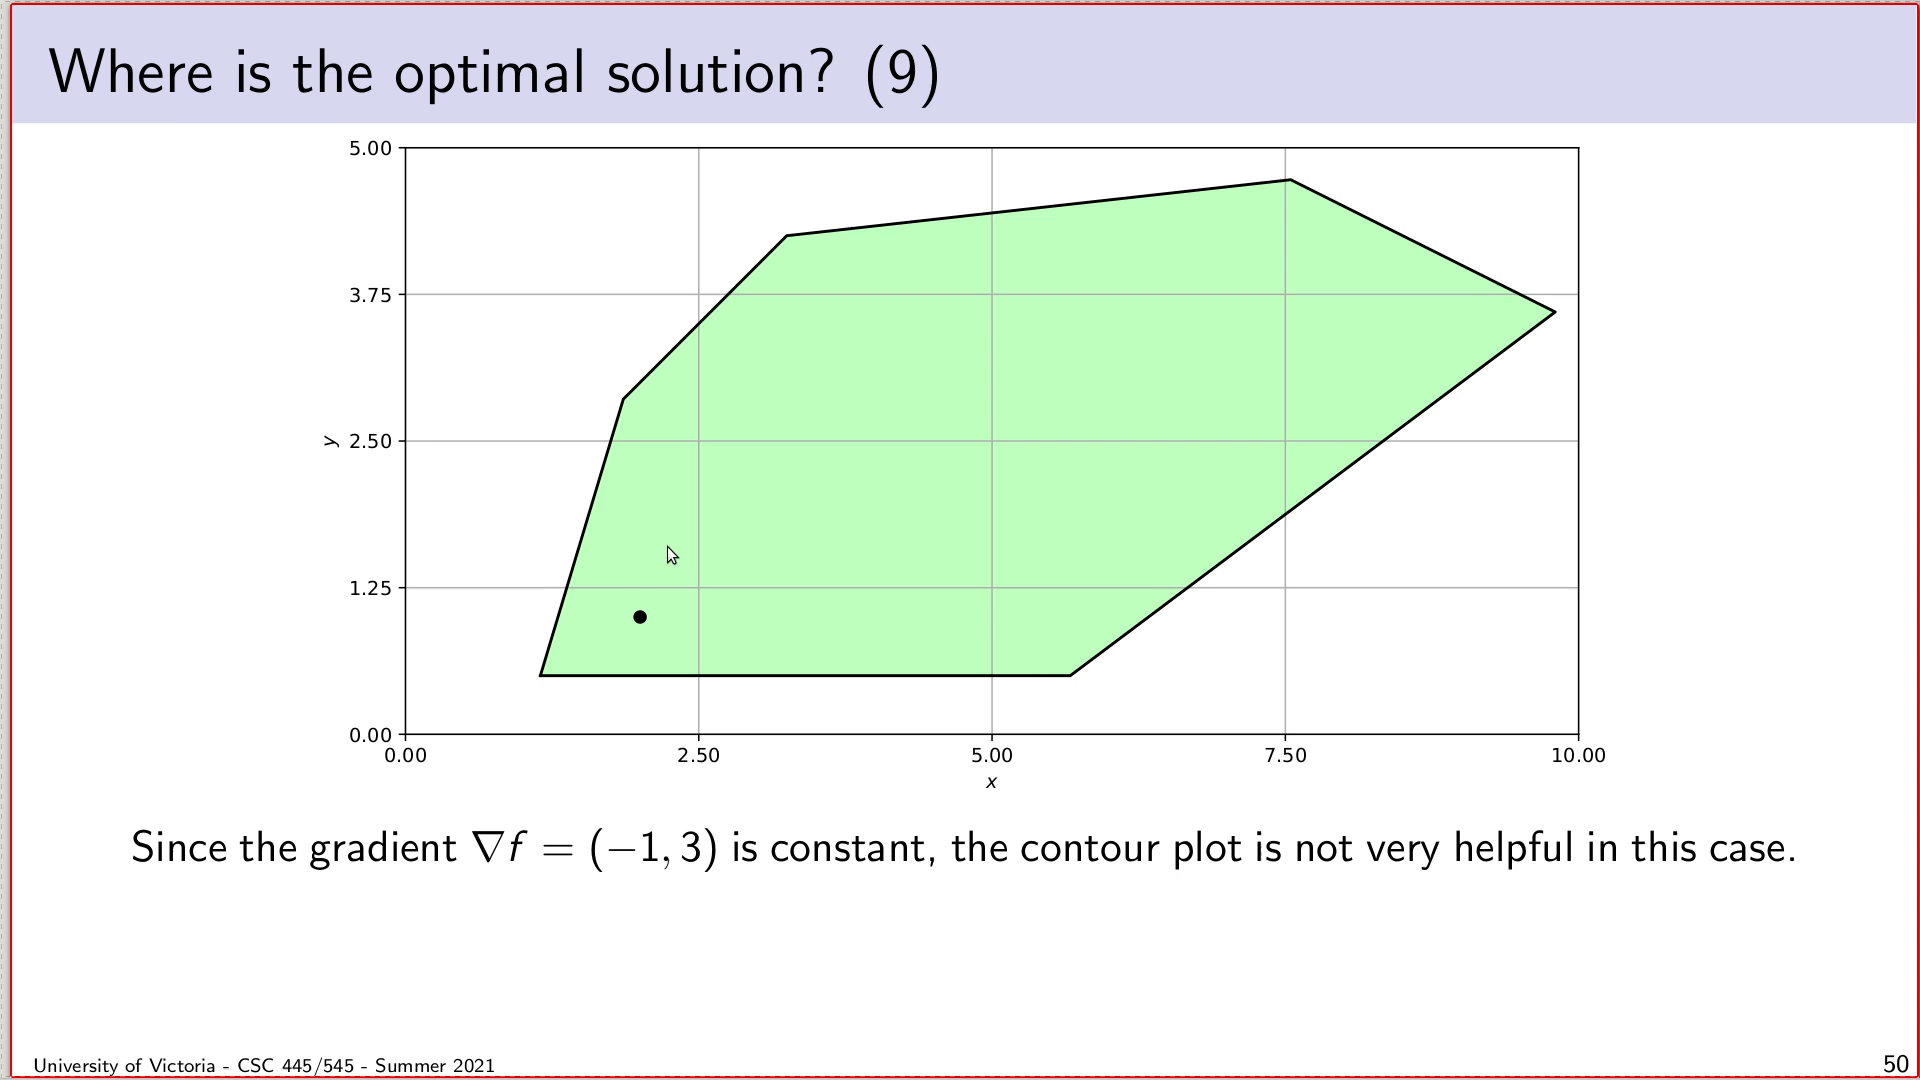 Where is the optimal solution? (9)
5.00
3.75
2.50
1.25
0.00
y
0.00 2.50 5.00 7.50 10.00
x
Since the gradient ∇f = (−1, 3) is constant, the contour plot is not very helpful in this case.
University of Victoria - CSC 445/545 - Summer 2021
50